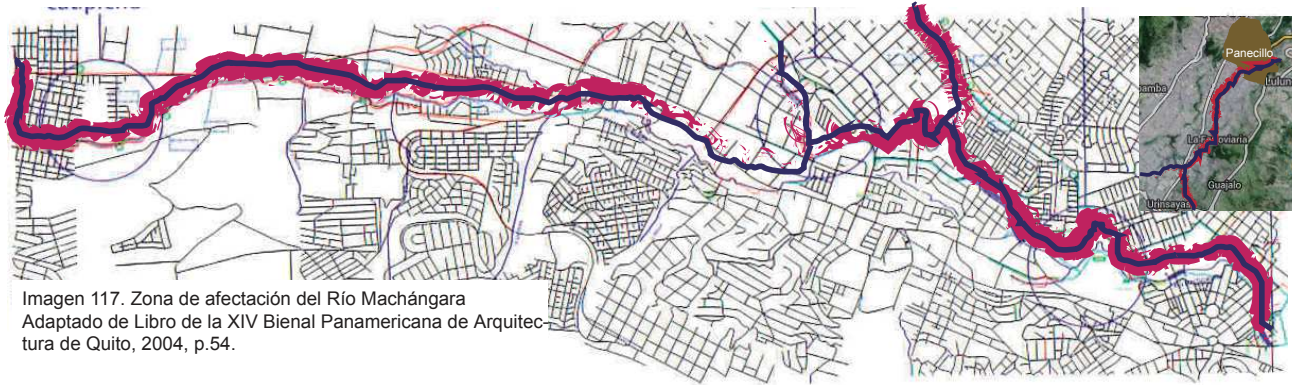 Panecillo
La Ferroviaria
Guajalo
Urinsayas
Imagen 117. Zona de afectación del Río Machángara
Adaptado de Libro de la XIV Bienal Panamericana de Arquitec-
tura de Quito, 2004, p.54.